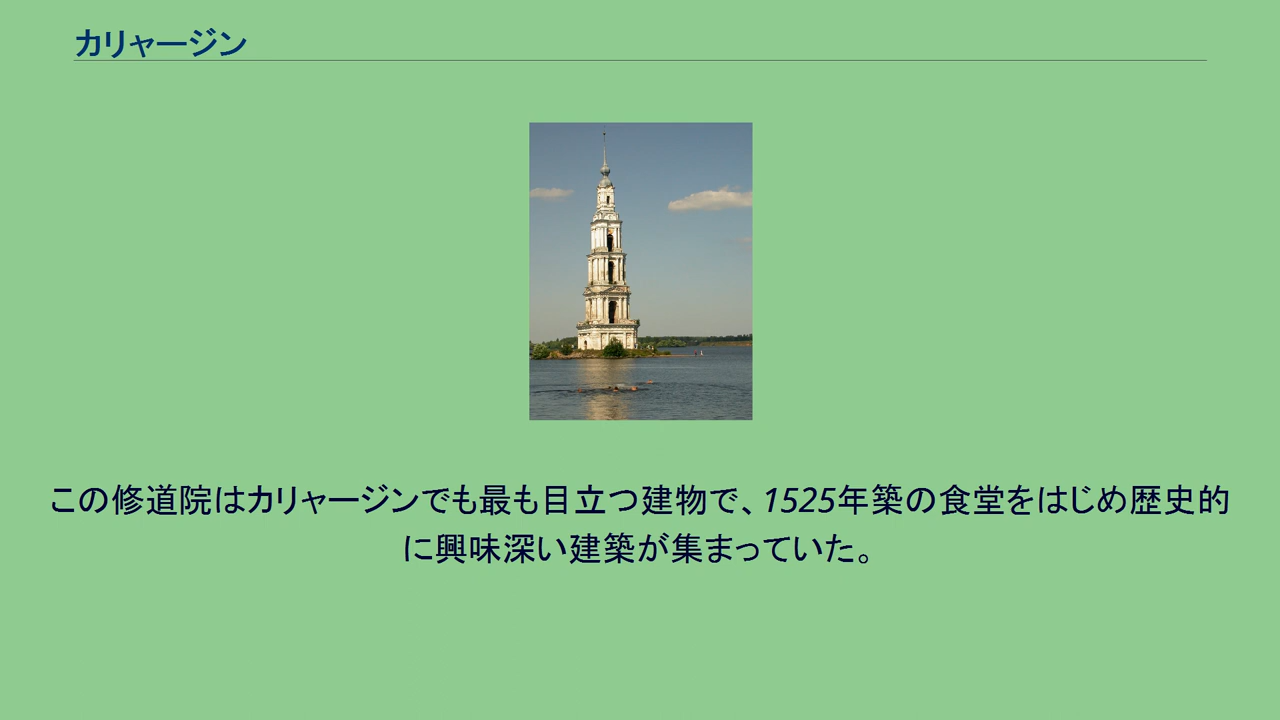 カリャージン
この修道院はカリャージンでも最も目立つ建物で、1525年築の食堂をはじめ歴史的
に興味深い建築が集まっていた。